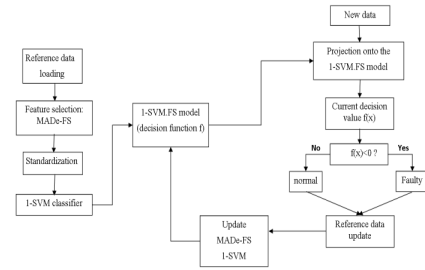 New data
Reference data
loading
Projection onto the
1-SVM.FS model
Feature selection:
MADe-FS
1-SVM.FS model
(decision function f)
Current decision
value f(x)
Standardization
No
f(x)<0 ?
Yes
normal
Faulty
1-SVM classifier
Update
MADe-FS
1-SVM
Reference data
update